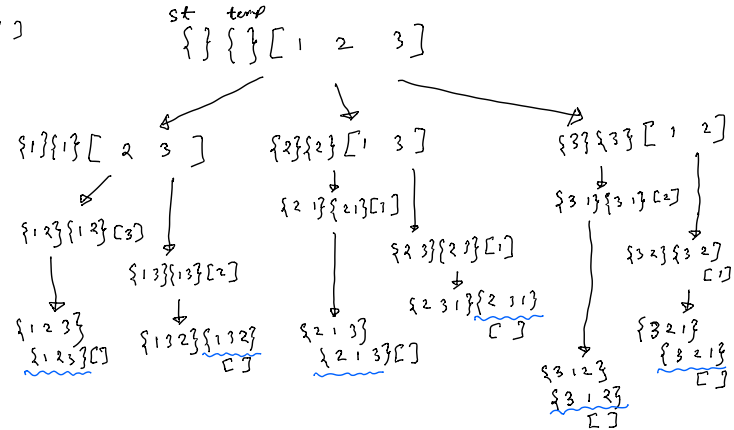 ]
st temp
{ } { } [ 1 2 3 ]
{1}{1}[ 2 3 ]
{2}{2}[1 3 ]
{3}{3}[ 1 2]
{1 2}{1 2}[3]
{2 1}{21}[3]
{3 1}{3 1}[2]
{1 3}{13}[2]
{2 3}{2 3}[1]
{3 2}{3 2}
[1]
{1 2 3}
{1 2 3}[]
{1 3 2}{1 3 2}
[]
{2 1 3}
{2 1 3}[]
{2 3 1}{2 3 1}
[ ]
{3 1 2}
{3 1 2}
[ ]
{3 2 1}
{3 2 1}
[ ]